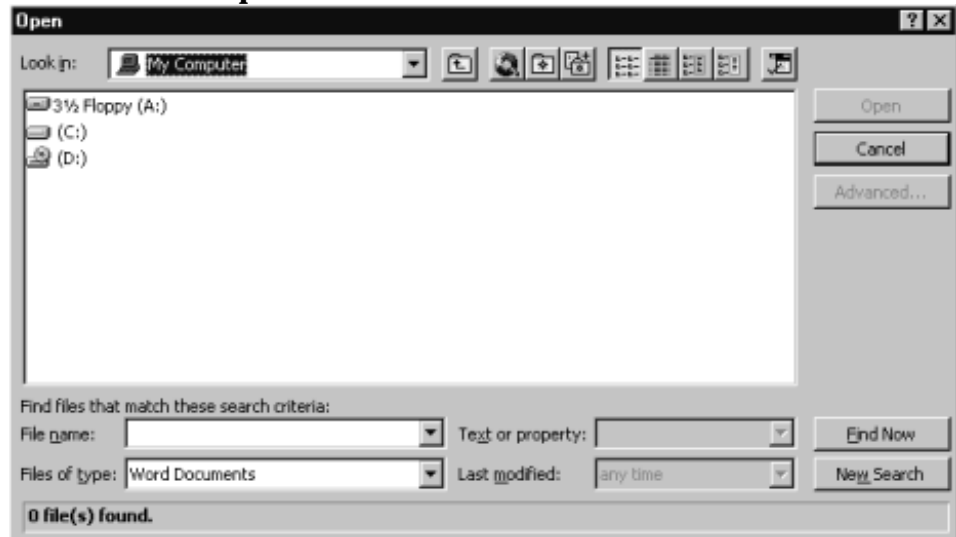 Open
Look in: My Computer
3½ Floppy (A:)
(C:)
(D:)
Open
Cancel
Advanced...
Find files that match these search criteria:
File name: Text or property: Find Now
Files of type: Word Documents Last modified: any time New Search
0 file(s) found.